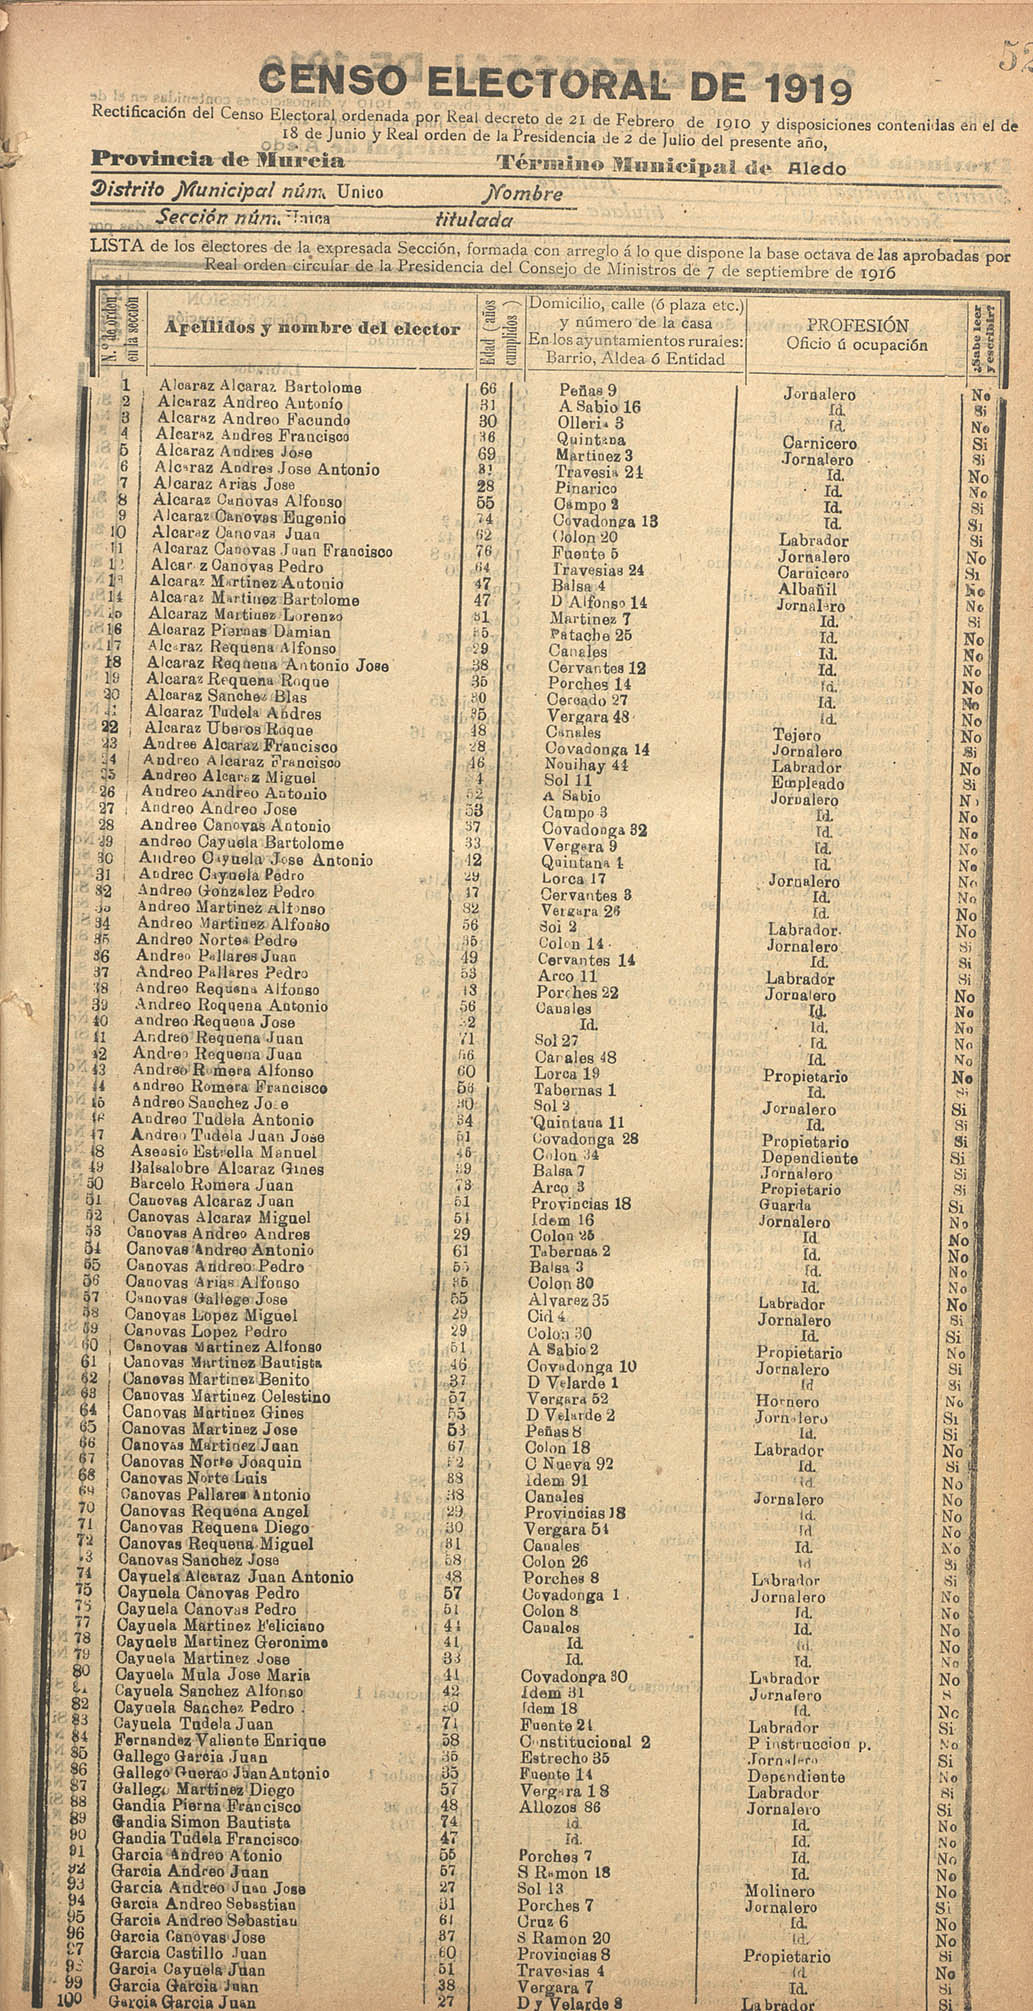 52
CENSO ELECTORAL DE 1919
Rectificación del Censo Electoral ordenada por Real decreto de 21 de Febrero de 1910 y disposiciones contenidas en el de
18 de Junio y Real orden de la Presidencia de 2 de Julio del presente año,
Provincia de Murcia Término Municipal de Aledo
Distrito Municipal núm. Unico Nombre
Sección núm. Unica titulada
LISTA de los electores de la expresada Sección, formada con arreglo á lo que dispone la base octava de las aprobadas por
Real orden circular de la Presidencia del Consejo de Ministros de 7 de septiembre de 1916
N.º de orden en la sección Apellidos y nombre del elector Edad (años cumplidos) Domicilio, calle (ó plaza etc.) y número de la casa En los ayuntamientos rurales: Barrio, Aldea ó Entidad PROFESIÓN Oficio ú ocupación ¿Sabe leer y escribir?
1 Alcaraz Alcaraz Bartolome 66 Peñas 9 Jornalero No
2 Alcaraz Andreo Antonio 31 A Sabio 16 Id. Si
3 Alcaraz Andreo Facundo 30 Olleria 3 Id. No
4 Alcaraz Andres Francisco 36 Quintana Carnicero Si
5 Alcaraz Andres Jose 69 Martinez 3 Jornalero Si
6 Alcaraz Andres Jose Antonio 31 Travesia 24 Id. No
7 Alcaraz Arias Jose 28 Pinarico Id. No
8 Alcaraz Canovas Alfonso 55 Campo 2 Id. Si
9 Alcaraz Canovas Eugenio 74 Covadonga 13 Id. Si
10 Alcaraz Canovas Juan 62 Colon 20 Labrador Si
11 Alcaraz Canovas Juan Francisco 76 Fuente 5 Jornalero No
12 Alcaraz Canovas Pedro 64 Travesias 24 Carnicero Si
13 Alcaraz Martinez Antonio 47 Balsa 4 Albañil No
14 Alcaraz Martinez Bartolome 47 D Alfonso 14 Jornalero No
15 Alcaraz Martinez Lorenzo 31 Martinez 7 Id. Si
16 Alcaraz Piernas Damian 35 Patache 25 Id. No
17 Alcaraz Requena Alfonso 29 Canales Id. No
18 Alcaraz Requena Antonio Jose 38 Cervantes 12 Id. No
19 Alcaraz Requena Roque 35 Porches 14 Id. No
20 Alcaraz Sanchez Blas 30 Cercado 27 Id. No
21 Alcaraz Tudela Andres 35 Vergara 48 Id. No
22 Alcaraz Uberos Roque 48 Canales Tejero No
23 Andree Alcaraz Francisco 28 Covadonga 14 Jornalero Si
24 Andreo Alcaraz Francisco 46 Nonihay 44 Labrador No
25 Andreo Alcaraz Miguel Sol 11 Empleado Si
26 Andreo Andreo Antonio 52 A Sabio Jornalero No
27 Andreo Andreo Jose 53 Campo 3 Id. No
28 Andree Canovas Antonio 37 Covadonga 32 Id. No
29 Andreo Cayuela Bartolome 33 Vergara 9 Id. No
30 Andreo Cayuela Jose Antonio 42 Quintana 4 Id. No
31 Andrec Cayuela Pedro 29 Lorca 17 Jornalero No
32 Andreo Gonzalez Pedro 47 Cervantes 3 Id. No
33 Andreo Martinez Alfonso 32 Vergara 26 Id. No
34 Andreo Martinez Alfonso 56 Sol 2 Labrador. No
35 Andreo Nortes Pedro 35 Colon 14 Jornalero Si
36 Andreo Pallares Juan 49 Cervantes 14 Id. Si
37 Andreo Pallares Pedro 53 Arco 11 Labrador Si
38 Andreo Requena Alfonso 43 Porches 22 Jornalero No
39 Andreo Roquena Antonio 56 Canales Id. No
40 Andreo Requena Jose Id. Id. No
41 Andreo Requena Juan 71 Sol 27 Id. No
42 Andreo Requena Juan 66 Canales 48 Id. No
43 Andreo Romera Alfonso 60 Lorca 19 Propietario No
44 Andreo Romera Francisco 56 Tabernas 1 Id. Si
45 Andreo Sanchez Jose 30 Sol 2 Jornalero Si
46 Andreo Tudela Antonio 34 Quintana 11 Id. Si
47 Andreo Tudela Juan Jose 51 Covadonga 28 Propietario Si
48 Asensio Estrella Manuel 46 Colon 34 Dependiente Si
49 Balsalobre Alcaraz Gines 39 Balsa 7 Jornalero Si
50 Barcelo Romera Juan 73 Arco 3 Propietario Si
51 Canovas Alcaraz Juan 51 Provincias 18 Guarda Si
52 Canovas Alcaraz Miguel 51 Idem 16 Jornalero No
53 Canovas Andreo Andres 29 Colon 25 Id. No
54 Canovas Andreo Antonio 61 Tabernas 2 Id. No
55 Canovas Andreo Pedro 55 Balsa 3 Id. No
56 Canovas Arias Alfonso 35 Colon 30 Id. No
57 Canovas Gallege Jose 55 Alvarez 35 Labrador No
58 Canovas Lopez Miguel 29 Cid 4 Jornalero Si
59 Canovas Lopez Pedro 29 Colon 30 Id. Si
60 Canovas Martinez Alfonso 51 A Sabio 2 Propietario No
61 Canovas Martinez Bautista 46 Covadonga 10 Jornalero Si
62 Canovas Martinez Benito 37 D Velarde 1 Id Si
63 Canovas Martinez Celestino 57 Vergara 52 Hornero No
64 Canovas Martinez Gines 55 D Velarde 2 Jornalero Si
65 Canovas Martinez Jose 53 Peñas 8 Id. Si
66 Canovas Martinez Juan 67 Colon 18 Labrador No
67 Canovas Norte Joaquin C Nueva 92 Id. Si
68 Canovas Norte Luis 38 Idem 91 Id. No
69 Canovas Pallares Antonio 38 Canales Jornalero No
70 Canovas Requena Angel 29 Provincias 18 Id. No
71 Canovas Requena Diego 30 Vergara 54 Id No
72 Canovas Requena Miguel 31 Canales Id. No
73 Canovas Sanchez Jose 58 Colon 26 Id Si
74 Cayuela Alcaraz Juan Antonio 48 Porches 8 Labrador Si
75 Cayuela Canovas Pedro 57 Covadonga 1 Jornalero No
76 Cayuela Canovas Pedro 51 Colon 8 Id. No
77 Cayuela Martinez Feliciano 44 Canalos Id. No
78 Cayuela Martinez Geronimo 41 Id Id. No
79 Cayuela Martinez Jose 33 Id. Id. No
80 Cayuela Mula Jose Maria 41 Covadonga 30 Labrador No
81 Cayuela Sanchez Alfonso 42 Idem 31 Jornalero S
82 Cayuela Sanchez Pedro Idem 18 Id. No
83 Cayuela Tudela Juan 71 Fuente 21 Labrador Si
84 Fernandez Valiente Enrique 58 Constitucional 2 P instruccion p. No
85 Gallego Garcia Juan 35 Estrecho 35 Jornalero Si
86 Gallego Guerao Juan Antonio 35 Fuente 14 Dependiente No
87 Gallego Martinez Diego 57 Vergara 18 Labrador Si
88 Gandia Pierna Francisco 48 Allozos 86 Jornalero Si
89 Gandia Simon Bautista 74 Id. Id. No
90 Gandia Tudela Francisco 47 Id. Id. No
91 Garcia Andreo Atonio 55 Porches 7 Id. No
92 Garcia Andreo Juan 57 S Ramon 18 Id. No
93 Garcia Andreo Juan Jose 27 Sol 13 Molinero No
94 Garcia Andreo Sebastian 31 Porches 7 Jornalero Si
95 Garcia Andreo Sebastian 61 Cruz 6 Id. No
96 Garcia Canovas Jose 37 S Ramon 20 Id. No
97 Garcia Castillo Juan 60 Provincias 8 Propietario Si
98 Garcia Cayuela Juan 51 Travesias 4 Id No
99 Garcia Garcia Juan 38 Vergara 7 Id. Si
100 Garcia Garcia Juan 27 D y Velarde 8 Labrador Si